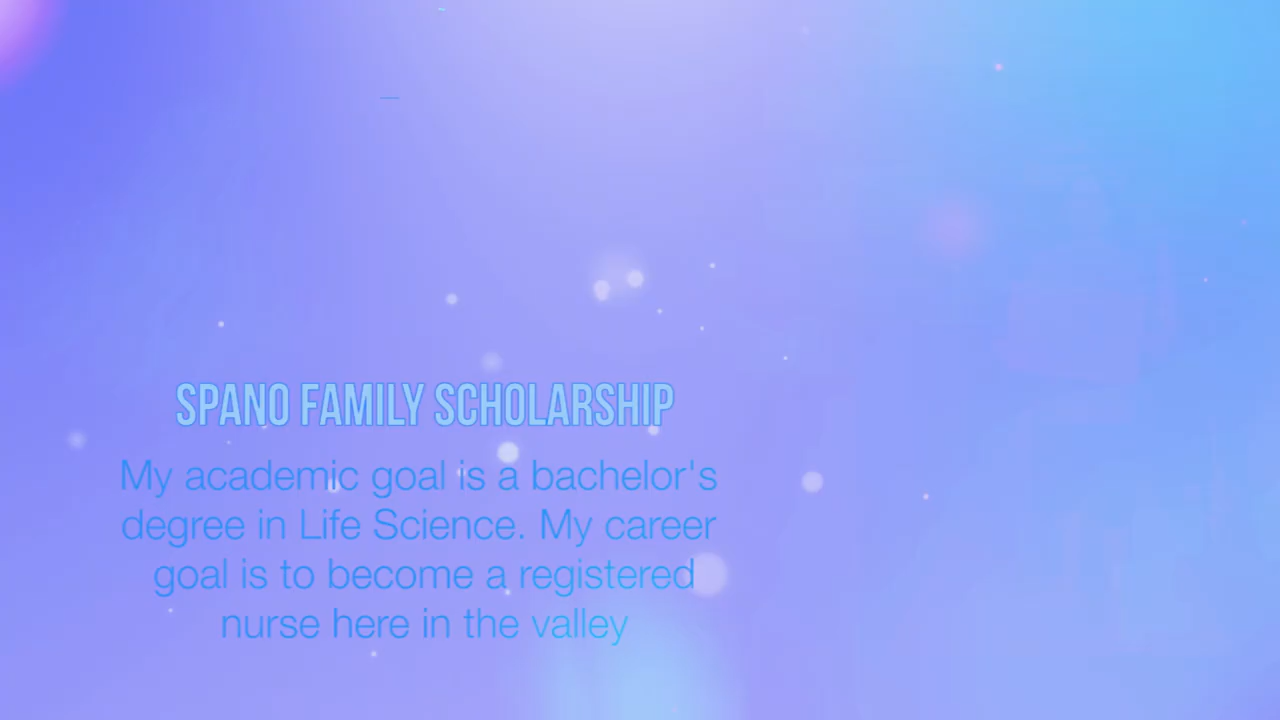 SPANO FAMILY SCHOLARSHIP
My academic goal is a bachelor's
degree in Life Science. My career
goal is to become a registered
nurse here in the valley